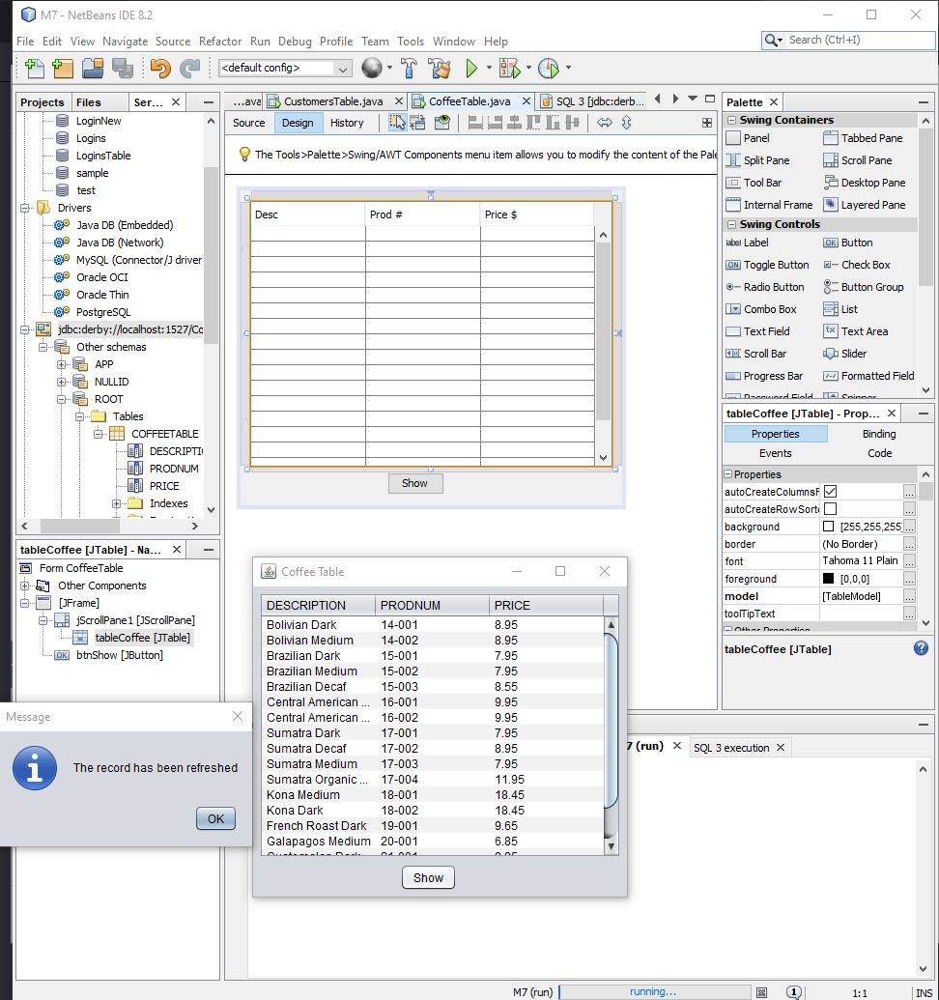 M7 - NetBeans IDE 8.2
File Edit View Navigate Source Refactor Run Debug Profile Team Tools Window Help
Search (Ctrl+I)
<default config>
Projects Files Ser...
LoginNew
Logins
LoginsTable
sample
test
Drivers
Java DB (Embedded)
Java DB (Network)
MySQL (Connector/J driver
Oracle OCI
Oracle Thin
PostgreSQL
jdbc:derby://localhost:1527/Co
Other schemas
APP
NULLID
ROOT
Tables
COFFEETABLE
DESCRIPTI
PRODNUM
PRICE
Indexes
tableCoffee [JTable] - Na...
Form CoffeeTable
Other Components
[JFrame]
jScrollPane1 [JScrollPane]
tableCoffee [JTable]
btnShow [JButton]
...ava CustomersTable.java CoffeeTable.java SQL 3 [jdbc:derb...
Source Design History
The Tools>Palette>Swing/AWT Components menu item allows you to modify the content of the Pale
Desc Prod # Price $
Show
Palette
Swing Containers
Panel Tabbed Pane
Split Pane Scroll Pane
Tool Bar Desktop Pane
Internal Frame Layered Pane
Swing Controls
label Label OK Button
ON Toggle Button Check Box
Radio Button Button Group
Combo Box List
Text Field Text Area
Scroll Bar Slider
Progress Bar Formatted Field
Password Field Spinner
tableCoffee [JTable] - Prop...
Properties Binding
Events Code
Properties
autoCreateColumnsF
autoCreateRowSorte
background [255,255,255]
border (No Border)
font Tahoma 11 Plain
foreground [0,0,0]
model [TableModel]
toolTipText
Other Properties
tableCoffee [JTable]
Coffee Table
DESCRIPTION PRODNUM PRICE
Bolivian Dark 14-001 8.95
Bolivian Medium 14-002 8.95
Brazilian Dark 15-001 7.95
Brazilian Medium 15-002 7.95
Brazilian Decaf 15-003 8.55
Central American ... 16-001 9.95
Central American ... 16-002 9.95
Sumatra Dark 17-001 7.95
Sumatra Decaf 17-002 8.95
Sumatra Medium 17-003 7.95
Sumatra Organic ... 17-004 11.95
Kona Medium 18-001 18.45
Kona Dark 18-002 18.45
French Roast Dark 19-001 9.65
Galapagos Medium 20-001 6.85
Guatemalan Dark 21-001
Show
Message
The record has been refreshed
OK
7 (run) SQL 3 execution
M7 (run) running... 1 1:1 INS